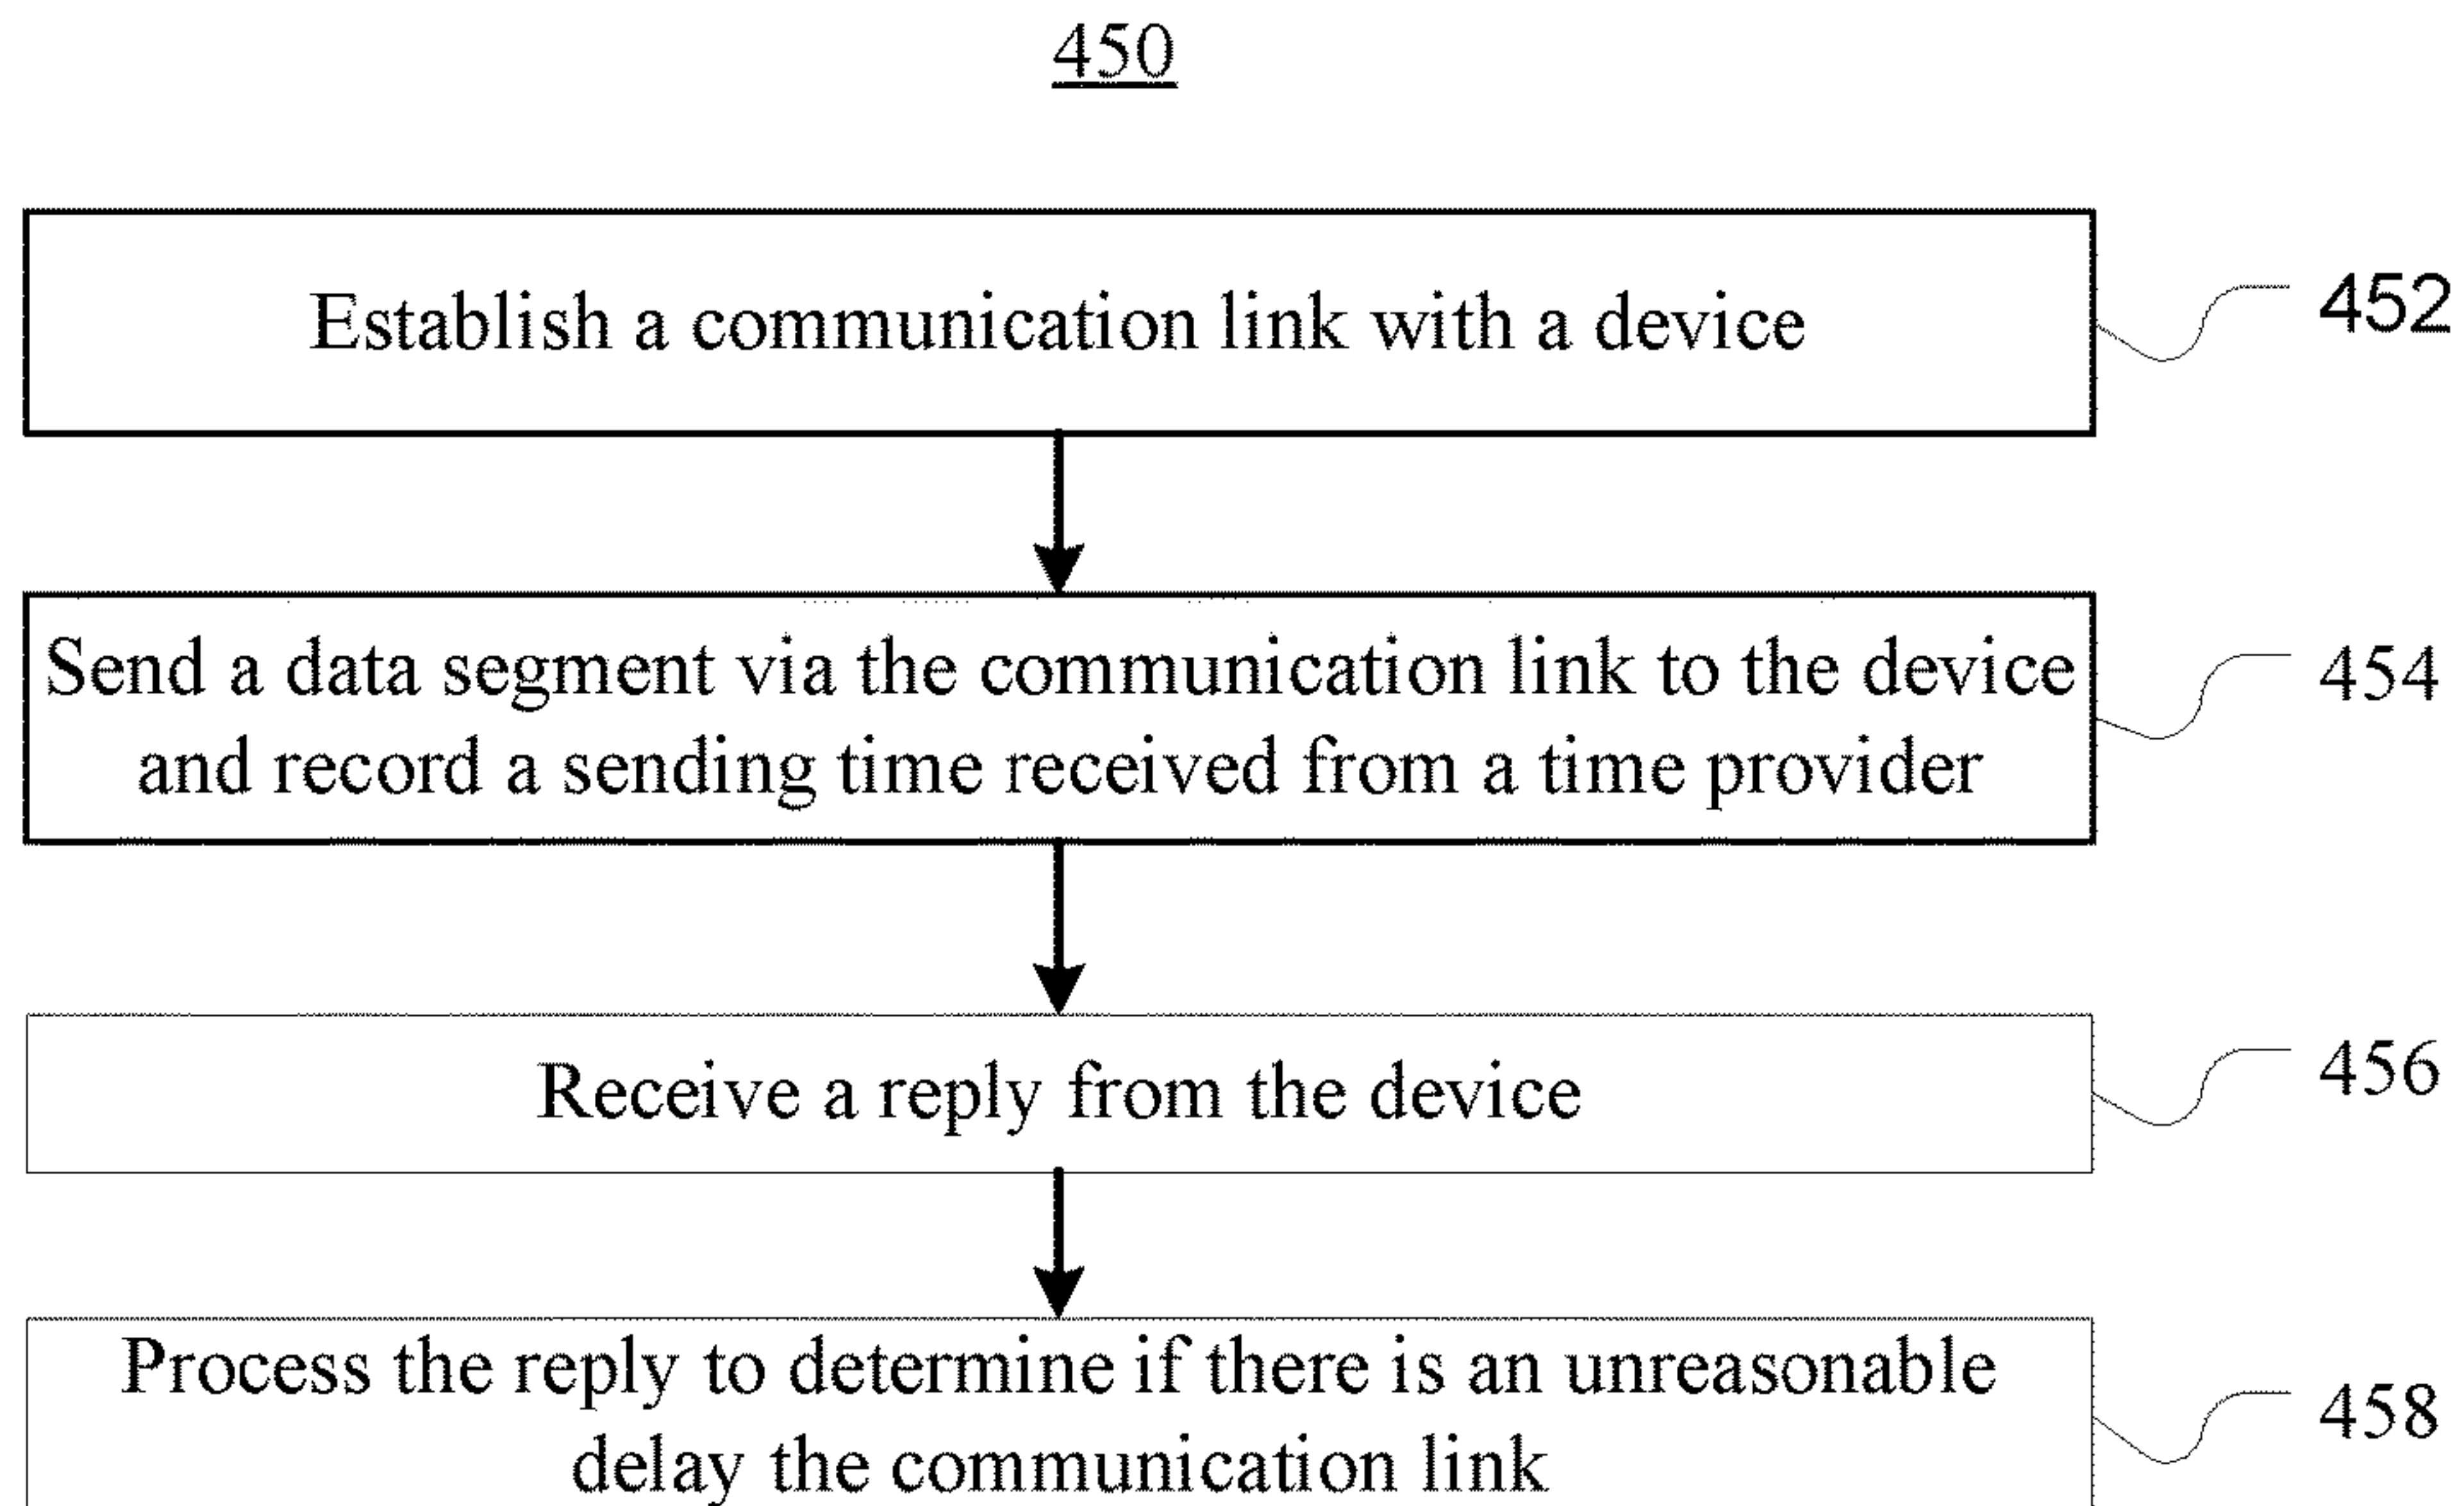 450
Establish a communication link with a device
452
Send a data segment via the communication link to the device
and record a sending time received from a time provider
454
Receive a reply from the device
456
Process the reply to determine if there is an unreasonable
delay the communication link
458